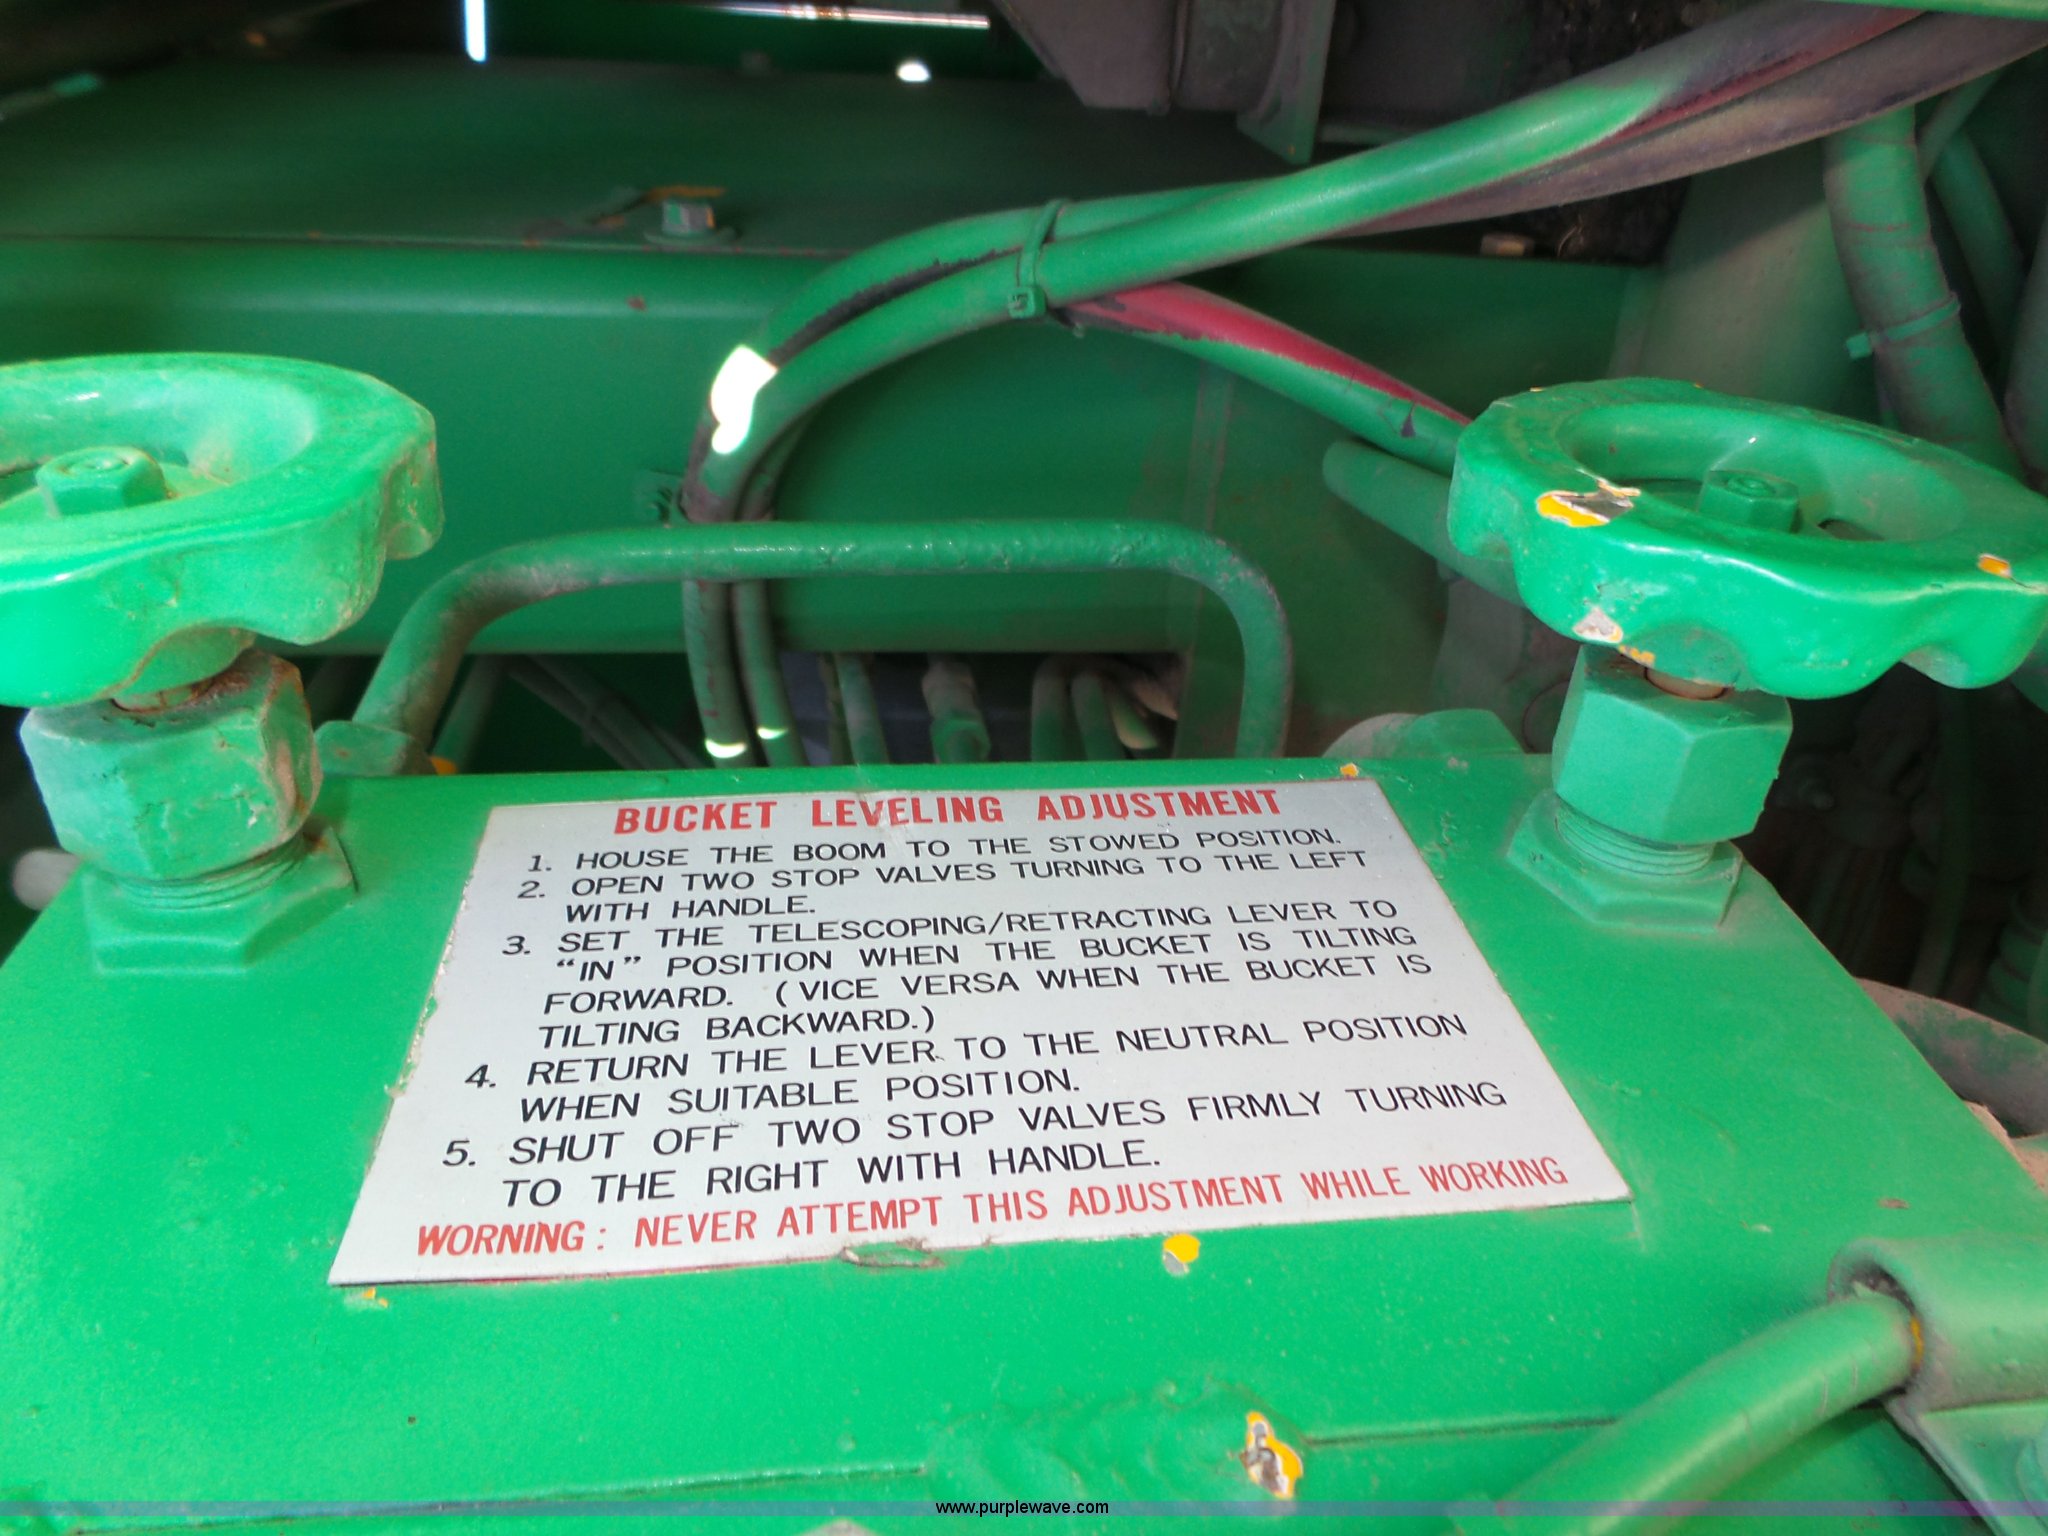 BUCKET LEVELING ADJUSTMENT
1. HOUSE THE BOOM TO THE STOWED POSITION.
2. OPEN TWO STOP VALVES TURNING TO THE LEFT
WITH HANDLE.
3. SET THE TELESCOPING/RETRACTING LEVER TO
"IN" POSITION WHEN THE BUCKET IS TILTING
FORWARD. (VICE VERSA WHEN THE BUCKET IS
TILTING BACKWARD.)
4. RETURN THE LEVER TO THE NEUTRAL POSITION
WHEN SUITABLE POSITION.
5. SHUT OFF TWO STOP VALVES FIRMLY TURNING
TO THE RIGHT WITH HANDLE.
WORNING: NEVER ATTEMPT THIS ADJUSTMENT WHILE WORKING
www.purplewave.com